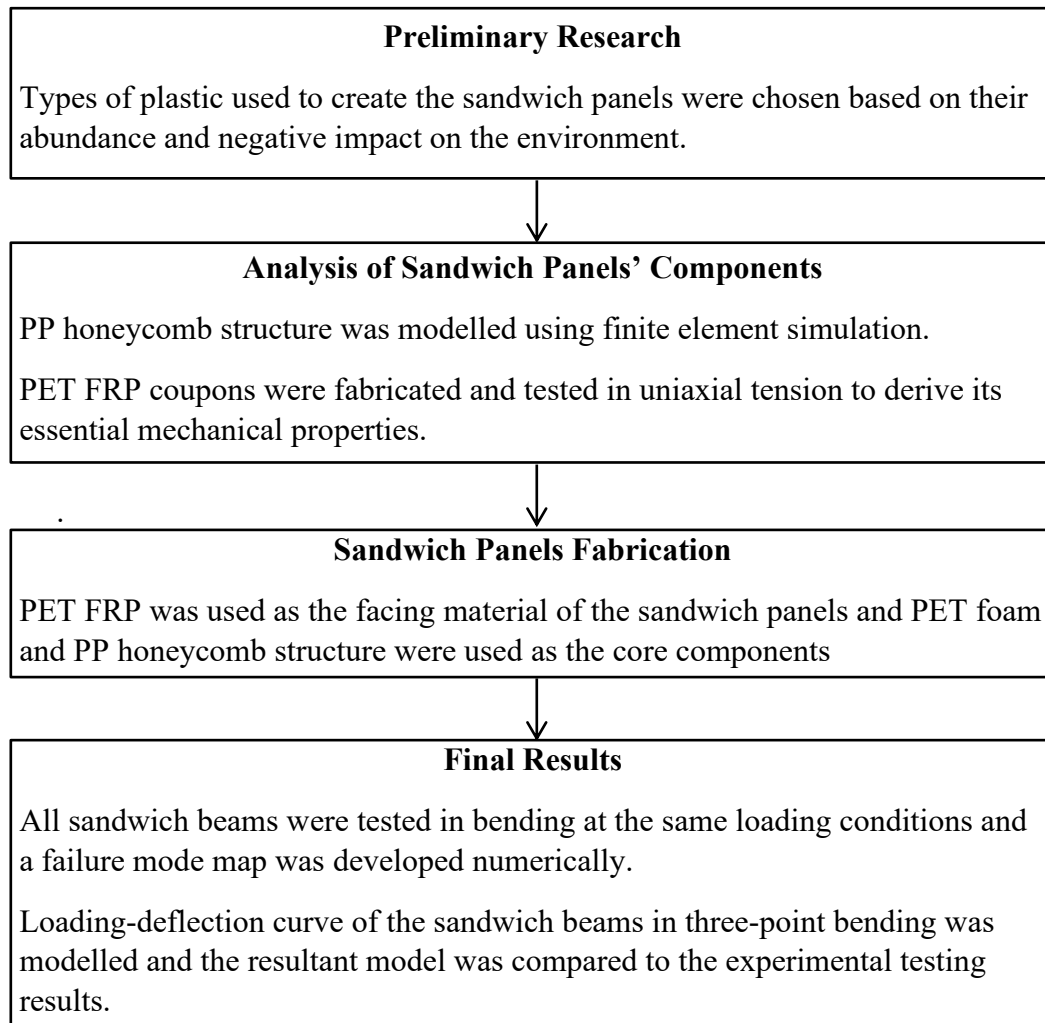 Preliminary Research
Types of plastic used to create the sandwich panels were chosen based on their
abundance and negative impact on the environment.
Analysis of Sandwich Panels’ Components
PP honeycomb structure was modelled using finite element simulation.
PET FRP coupons were fabricated and tested in uniaxial tension to derive its
essential mechanical properties.
.
Sandwich Panels Fabrication
PET FRP was used as the facing material of the sandwich panels and PET foam
and PP honeycomb structure were used as the core components
Final Results
All sandwich beams were tested in bending at the same loading conditions and
a failure mode map was developed numerically.
Loading-deflection curve of the sandwich beams in three-point bending was
modelled and the resultant model was compared to the experimental testing
results.